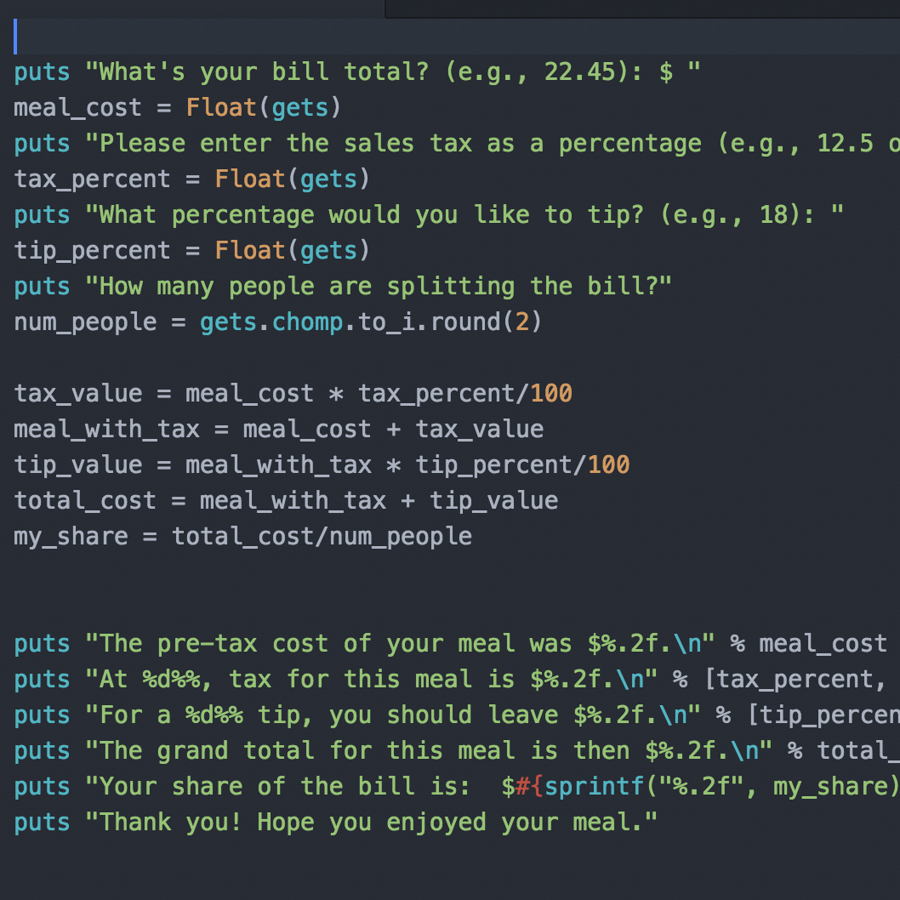 puts "What's your bill total? (e.g., 22.45): $ "
meal_cost = Float(gets)
puts "Please enter the sales tax as a percentage (e.g., 12.5
tax_percent = Float(gets)
puts "What percentage would you like to tip? (e.g., 18): "
tip_percent = Float(gets)
puts "How many people are splitting the bill?"
num_people = gets.chomp.to_i.round(2)
tax_value = meal_cost * tax_percent/100
meal_with_tax = meal_cost + tax_value
tip_value = meal_with_tax * tip_percent/100
total_cost = meal_with_tax + tip_value
my_share = total_cost/num_people
puts "The pre-tax cost of your meal was $%.2f.\n" % meal_cost
puts "At %d%%, tax for this meal is $%.2f.\n" % [tax_percent,
puts "For a %d%% tip, you should leave $%.2f.\n" % [tip_percen
puts "The grand total for this meal is then $%.2f.\n" % total_
puts "Your share of the bill is:  $#{sprintf("%.2f", my_share)
puts "Thank you! Hope you enjoyed your meal."